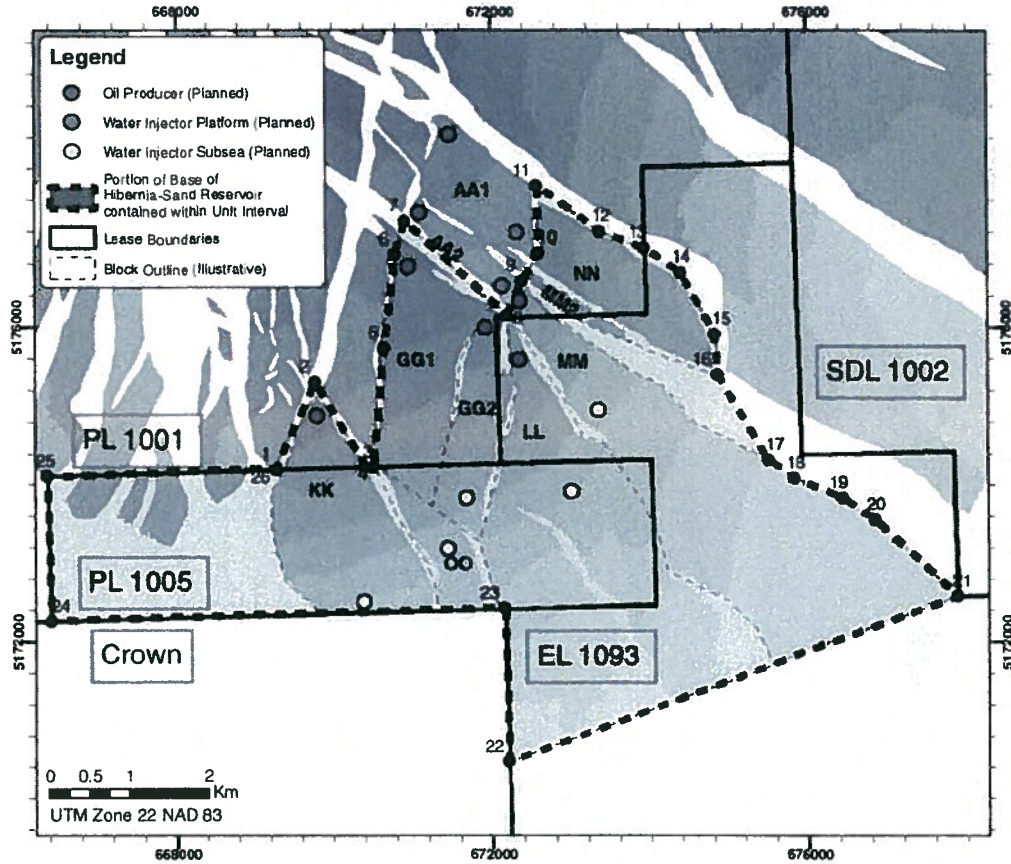 668000 672000 676000
Legend
Oil Producer (Planned)
Water Injector Platform (Planned)
Water Injector Subsea (Planned)
Portion of Base of
Hibernia-Sand Reservoir
contained within Unit Interval
Lease Boundaries
Block Outline (Illustrative)
11
AA1
7
12
13
6
AA2
NN
14
5176000
5176000
15
GG1
MM
16
2
SDL 1002
GG2
LL
PL 1001
17
25
1
26
18
KK
19
20
PL 1005
21
24
23
5172000
5172000
Crown
EL 1093
22
0 0.5 1 2
Km
UTM Zone 22 NAD 83
668000 672000 676000